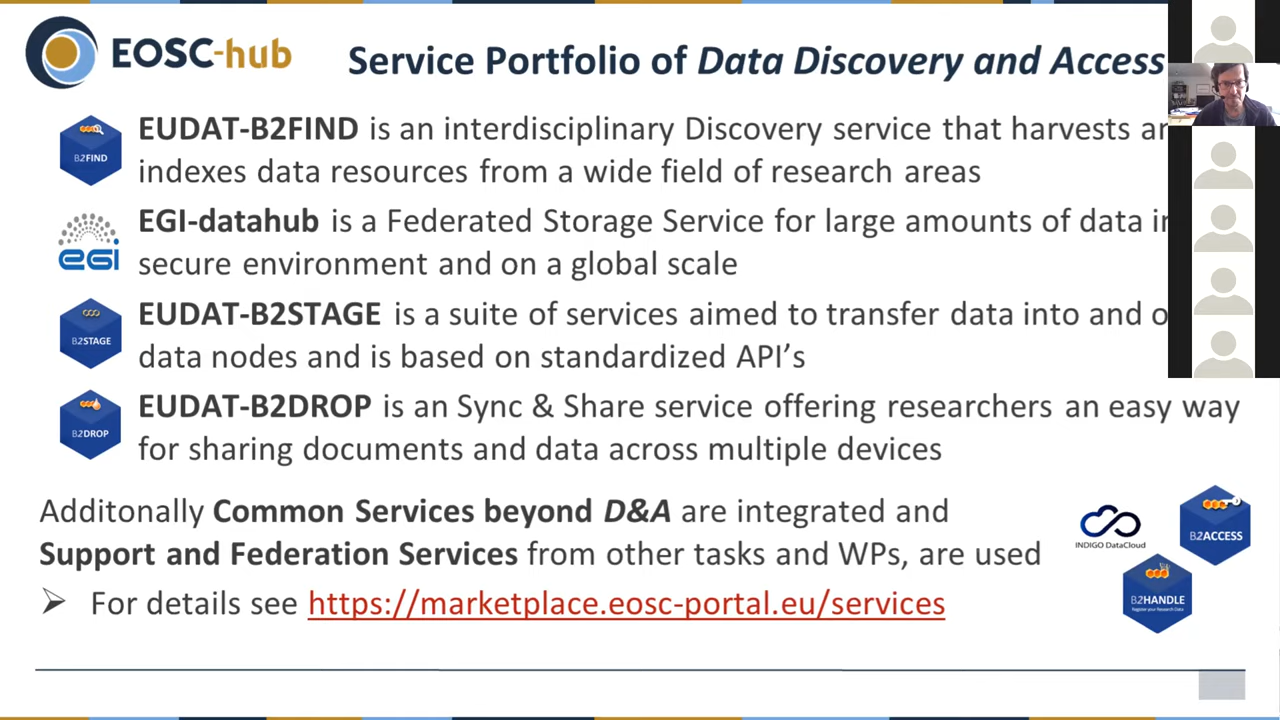 EOSC-hub
Service Portfolio of Data Discovery and Access
B2FIND
EUDAT-B2FIND is an interdisciplinary Discovery service that harvests
indexes data resources from a wide field of research areas
egi
EGI-datahub is a Federated Storage Service for large amounts of data
secure environment and on a global scale
B2STAGE
EUDAT-B2STAGE is a suite of services aimed to transfer data into and
data nodes and is based on standardized API’s
B2DROP
EUDAT-B2DROP is an Sync & Share service offering researchers an easy way
for sharing documents and data across multiple devices
Additonally Common Services beyond D&A are integrated and
Support and Federation Services from other tasks and WPs, are used
➢ For details see https://marketplace.eosc-portal.eu/services
INDIGO DataCloud
B2ACCESS
B2HANDLE
Register your Research Data